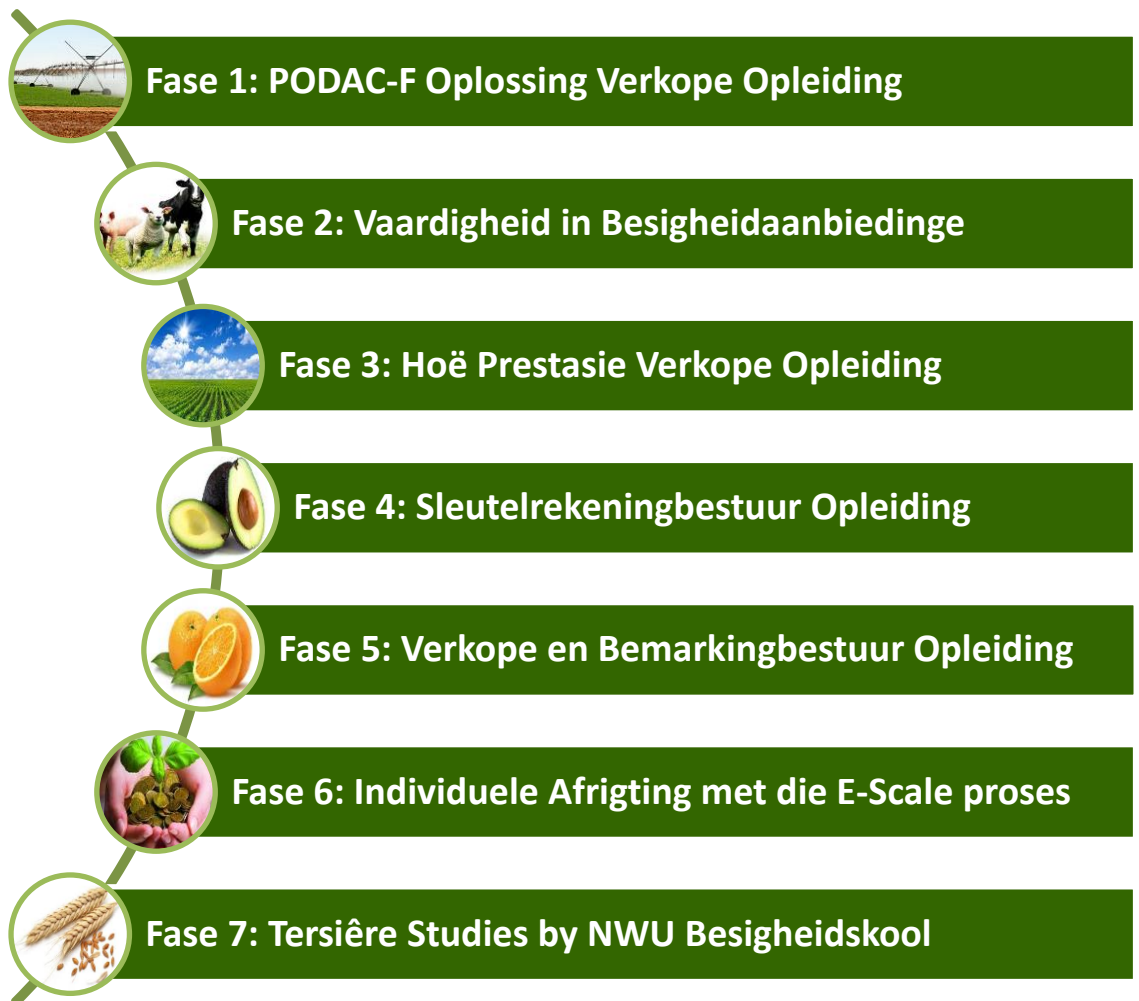 Fase 1: PODAC-F Oplossing Verkope Opleiding
Fase 2: Vaardigheid in Besigheidaanbiedinge
Fase 3: Hoë Prestasie Verkope Opleiding
Fase 4: Sleutelrekeningbestuur Opleiding
Fase 5: Verkope en Bemarkingbestuur Opleiding
Fase 6: Individuele Afrigting met die E-Scale proses
Fase 7: Tersiêre Studies by NWU Besigheidskool